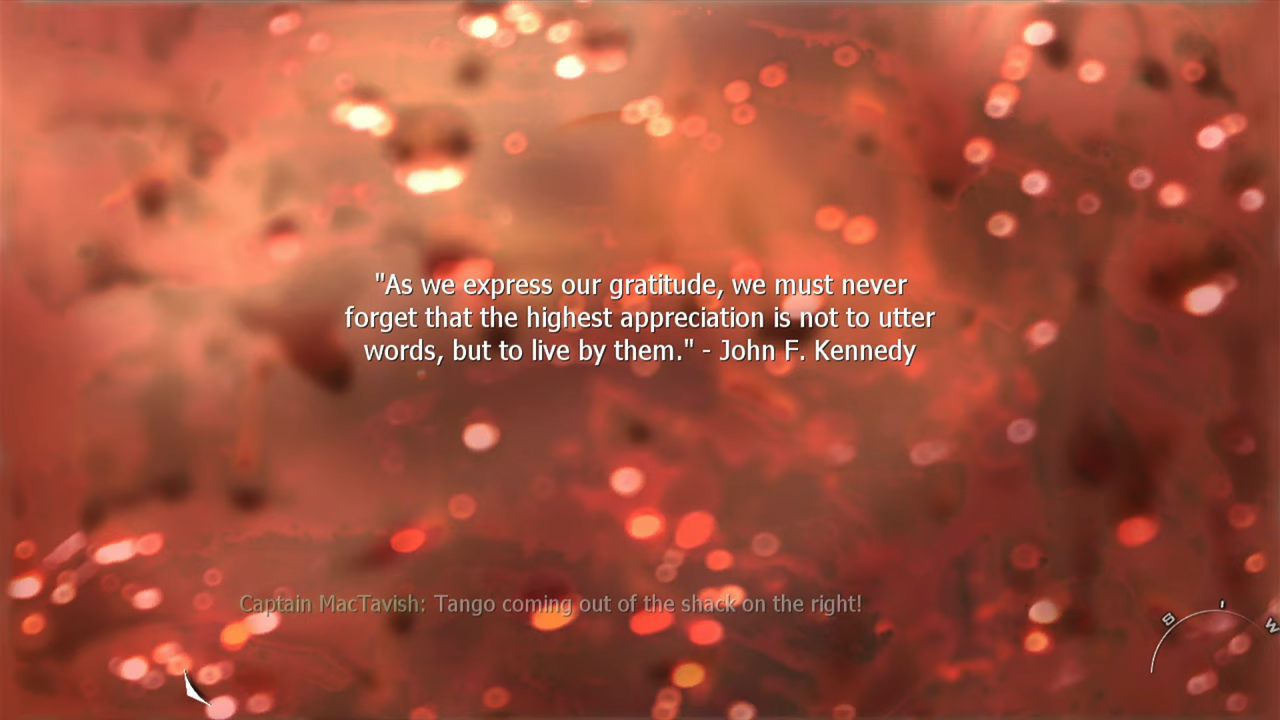 "As we express our gratitude, we must never
forget that the highest appreciation is not to utter
words, but to live by them." - John F. Kennedy
Captain MacTavish: Tango coming out of the shack on the right!
S
W